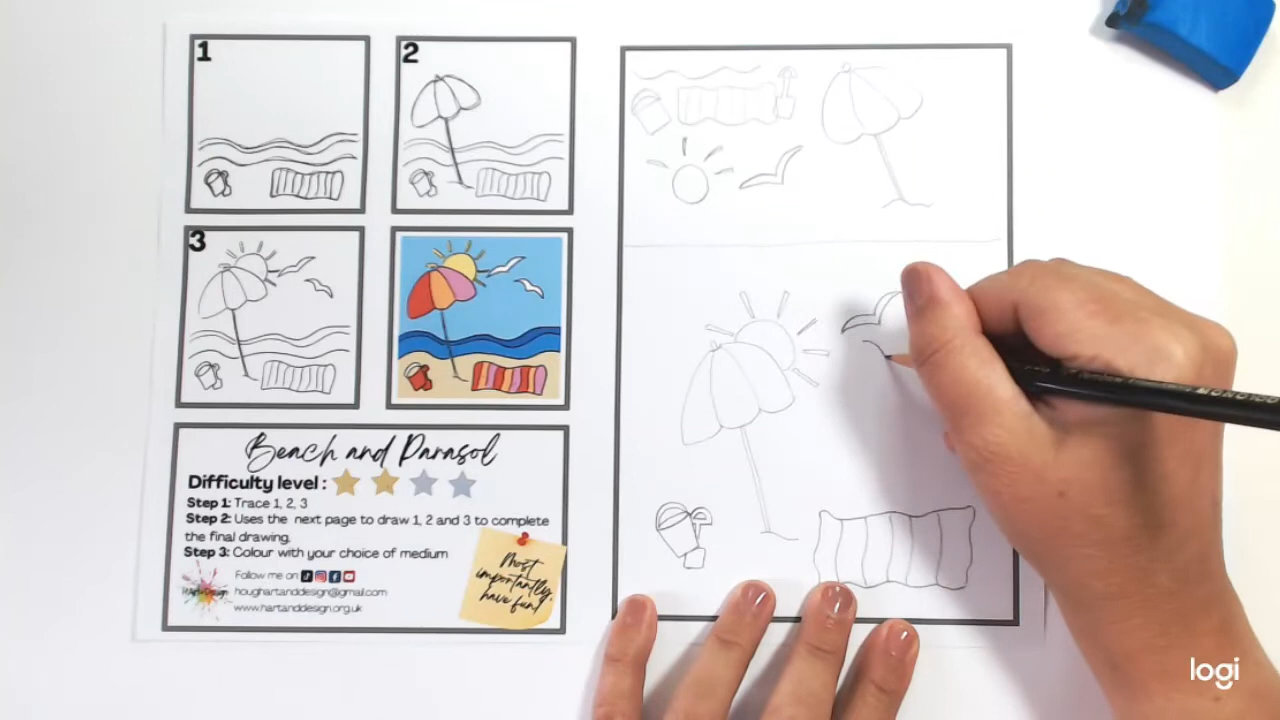 1
2
3
Beach and Parasol
Difficulty level :
Step 1: Trace 1, 2, 3
Step 2: Uses the next page to draw 1, 2 and 3 to complete
the final drawing.
Step 3: Colour with your choice of medium
Most
importantly,
have fun!
Follow me on
houghartanddesign@gmail.com
www.hartanddesign.org.uk
logi